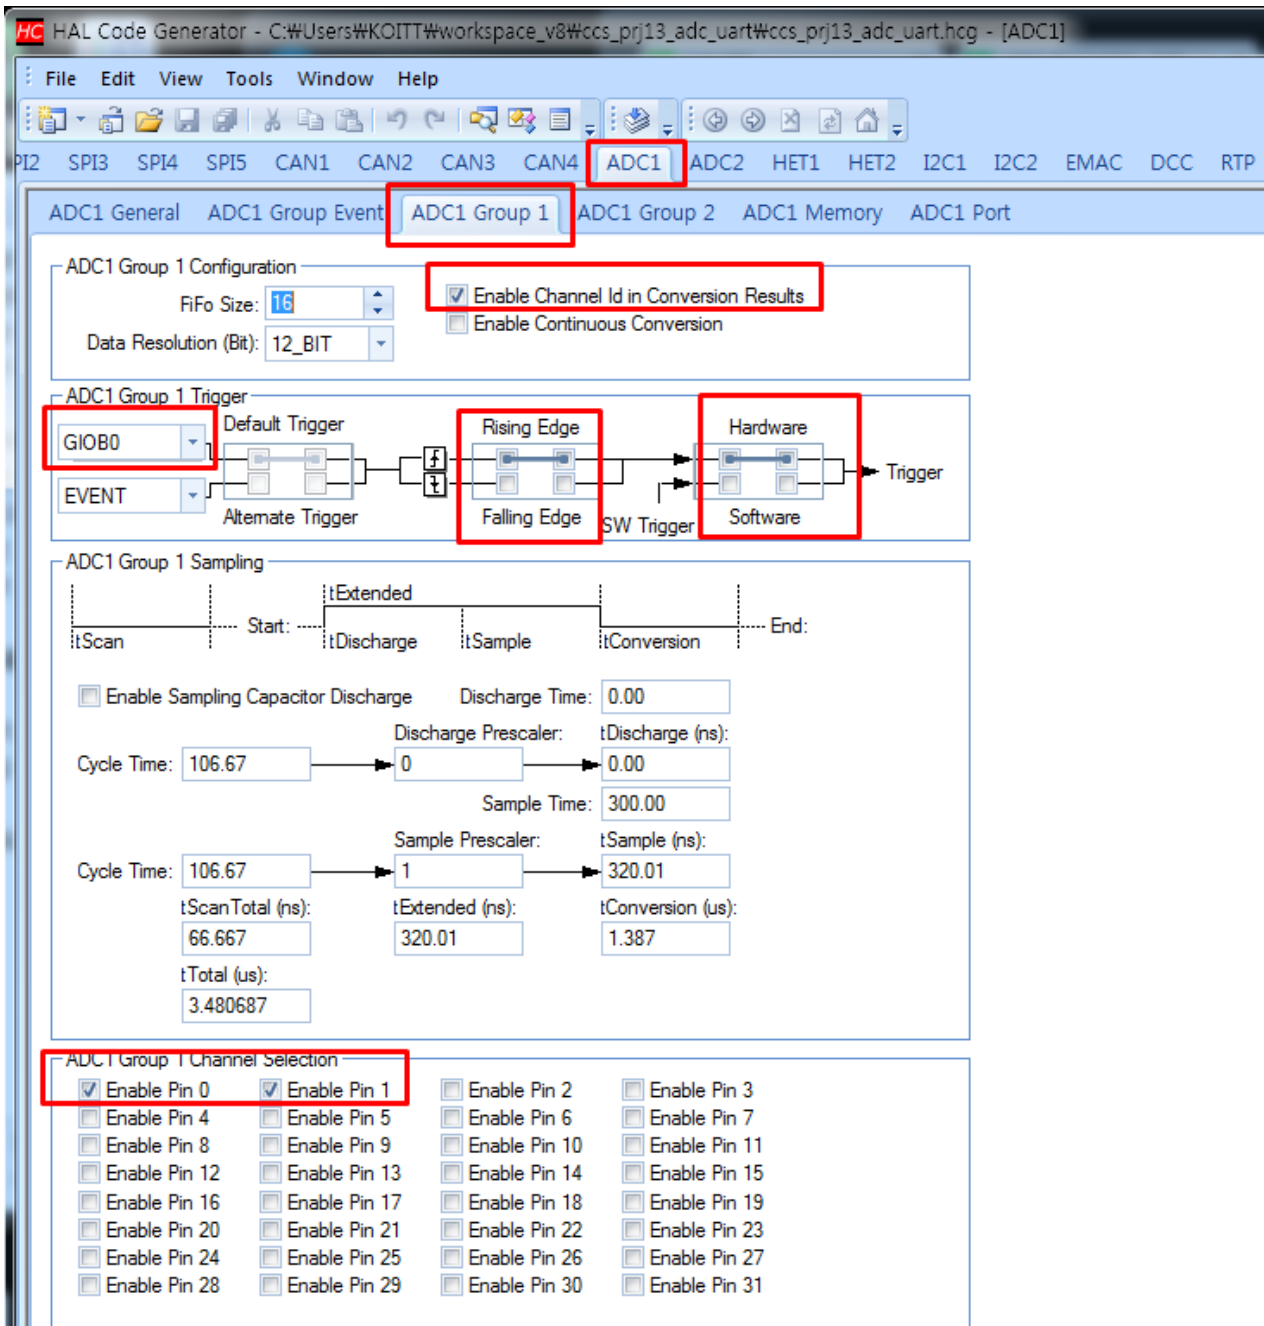 HC HAL Code Generator - C:₩Users₩KOITT₩workspace_v8₩ccs_prj13_adc_uart₩ccs_prj13_adc_uart.hcg - [ADC1]
File Edit View Tools Window Help
PI2 SPI3 SPI4 SPI5 CAN1 CAN2 CAN3 CAN4 ADC1 ADC2 HET1 HET2 I2C1 I2C2 EMAC DCC RTP
ADC1 General ADC1 Group Event ADC1 Group 1 ADC1 Group 2 ADC1 Memory ADC1 Port
ADC1 Group 1 Configuration
FiFo Size: 16 Enable Channel Id in Conversion Results
Enable Continuous Conversion
Data Resolution (Bit): 12_BIT
ADC1 Group 1 Trigger
GIOB0 Default Trigger Rising Edge Hardware
Trigger
EVENT Alternate Trigger Falling Edge SW Trigger Software
ADC1 Group 1 Sampling
tExtended
Start: End:
tScan tDischarge tSample tConversion
Enable Sampling Capacitor Discharge Discharge Time: 0.00
Discharge Prescaler: tDischarge (ns):
Cycle Time: 106.67 0 0.00
Sample Time: 300.00
Sample Prescaler: tSample (ns):
Cycle Time: 106.67 1 320.01
tScanTotal (ns): tExtended (ns): tConversion (us):
66.667 320.01 1.387
tTotal (us):
3.480687
ADC1 Group 1 Channel Selection
Enable Pin 0 Enable Pin 1 Enable Pin 2 Enable Pin 3
Enable Pin 4 Enable Pin 5 Enable Pin 6 Enable Pin 7
Enable Pin 8 Enable Pin 9 Enable Pin 10 Enable Pin 11
Enable Pin 12 Enable Pin 13 Enable Pin 14 Enable Pin 15
Enable Pin 16 Enable Pin 17 Enable Pin 18 Enable Pin 19
Enable Pin 20 Enable Pin 21 Enable Pin 22 Enable Pin 23
Enable Pin 24 Enable Pin 25 Enable Pin 26 Enable Pin 27
Enable Pin 28 Enable Pin 29 Enable Pin 30 Enable Pin 31